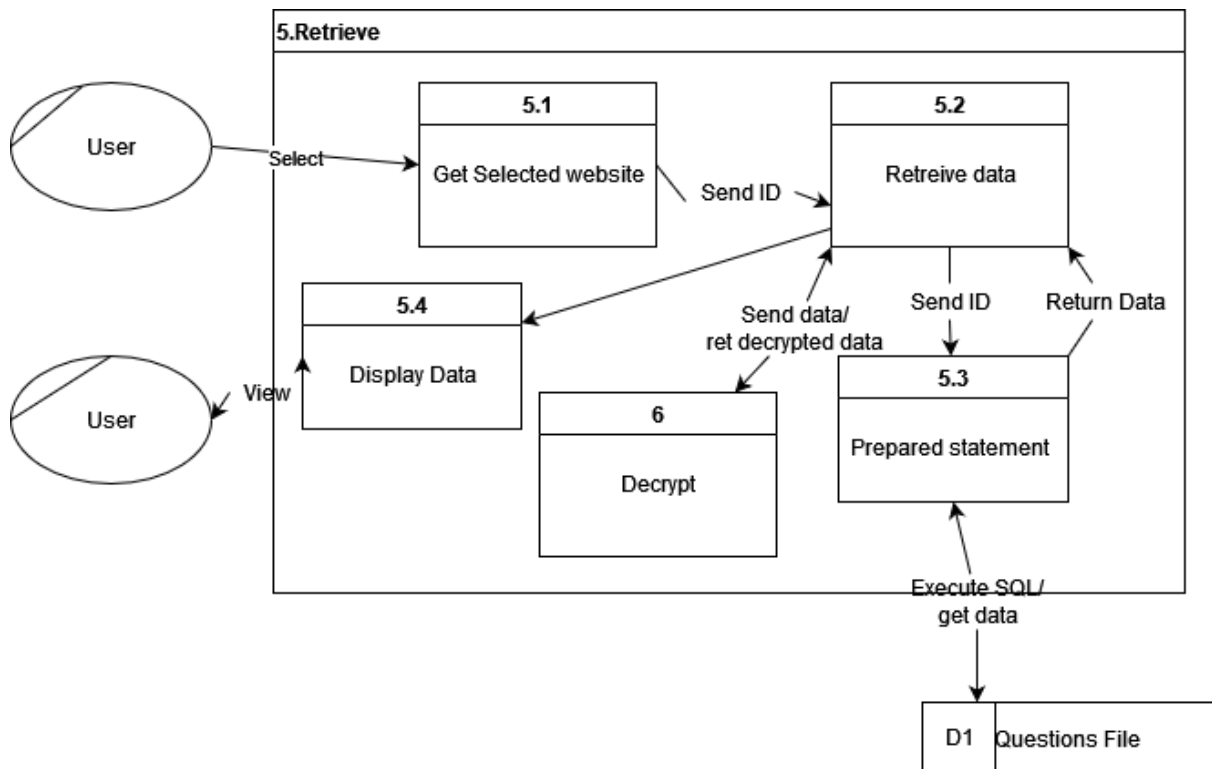 5.Retrieve
User
Select
5.1
Get Selected website
Send ID
5.2
Retreive data
5.4
Display Data
View
User
Send data/
ret decrypted data
Send ID
Return Data
6
Decrypt
5.3
Prepared statement
Execute SQL/
get data
D1
Questions File